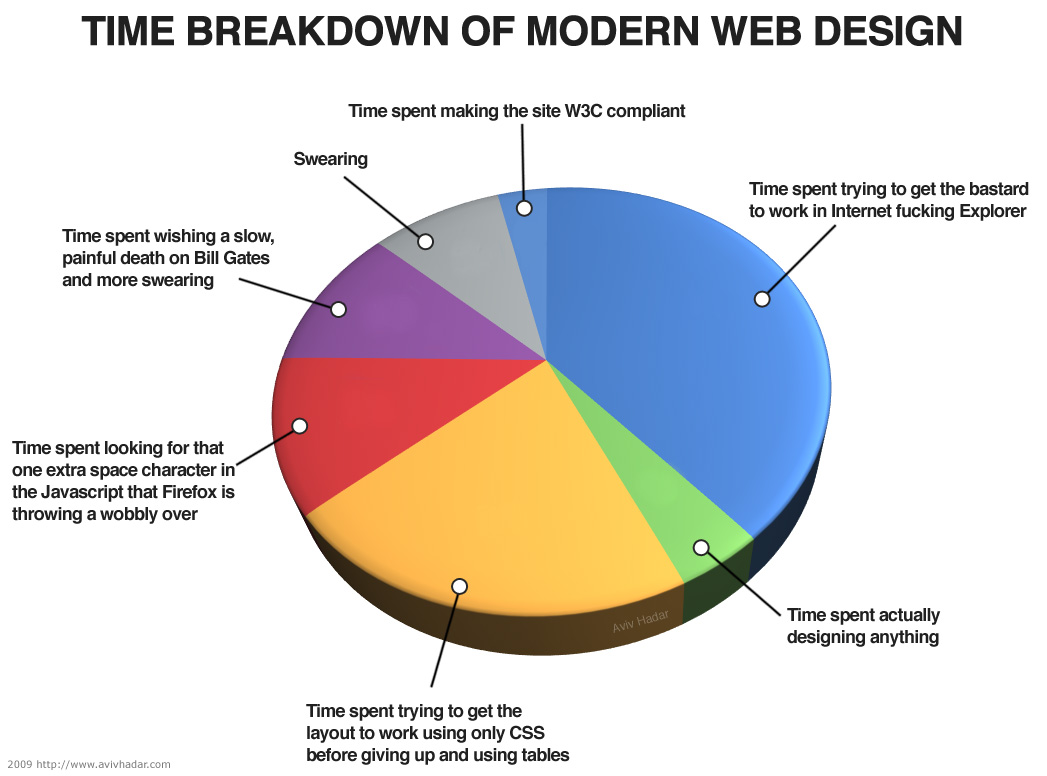 TIME BREAKDOWN OF MODERN WEB DESIGN
Time spent making the site W3C compliant
Swearing
Time spent trying to get the bastard
to work in Internet fucking Explorer
Time spent wishing a slow,
painful death on Bill Gates
and more swearing
Time spent looking for that
one extra space character in
the Javascript that Firefox is
throwing a wobbly over
Time spent actually
designing anything
Aviv Hadar
Time spent trying to get the
layout to work using only CSS
before giving up and using tables
2009 http://www.avivhadar.com